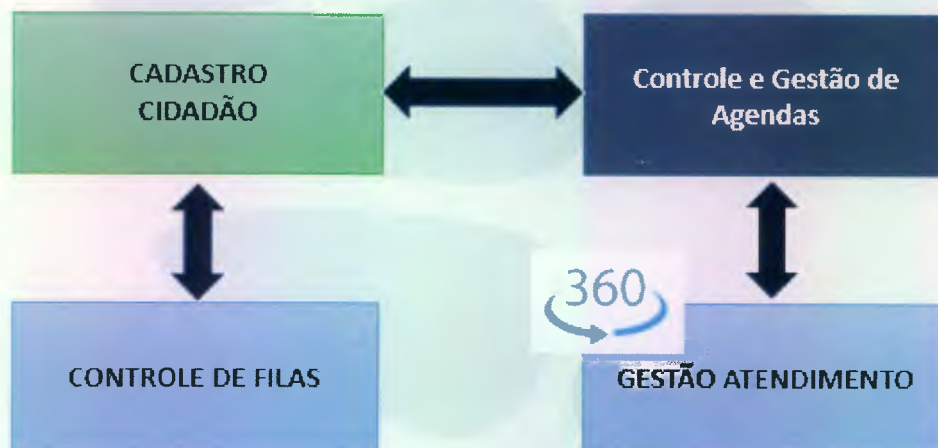 CADASTRO
CIDADÃO
Controle e Gestão de
Agendas
360
CONTROLE DE FILAS
GESTÃO ATENDIMENTO